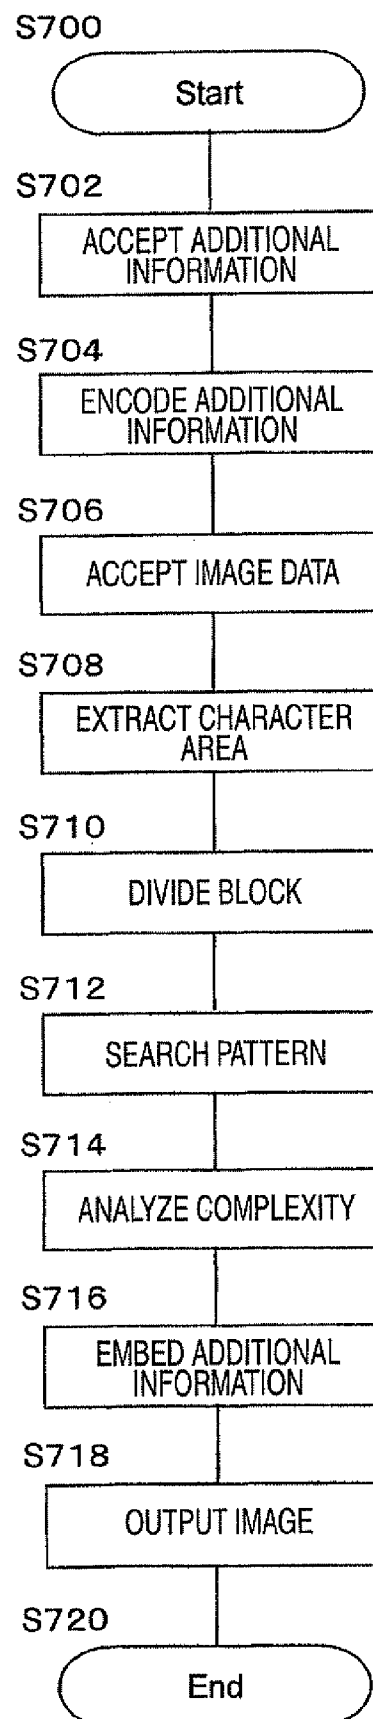 S700
Start
S702
ACCEPT ADDITIONAL
INFORMATION
S704
ENCODE ADDITIONAL
INFORMATION
S706
ACCEPT IMAGE DATA
S708
EXTRACT CHARACTER
AREA
S710
DIVIDE BLOCK
S712
SEARCH PATTERN
S714
ANALYZE COMPLEXITY
S716
EMBED ADDITIONAL
INFORMATION
S718
OUTPUT IMAGE
S720
End